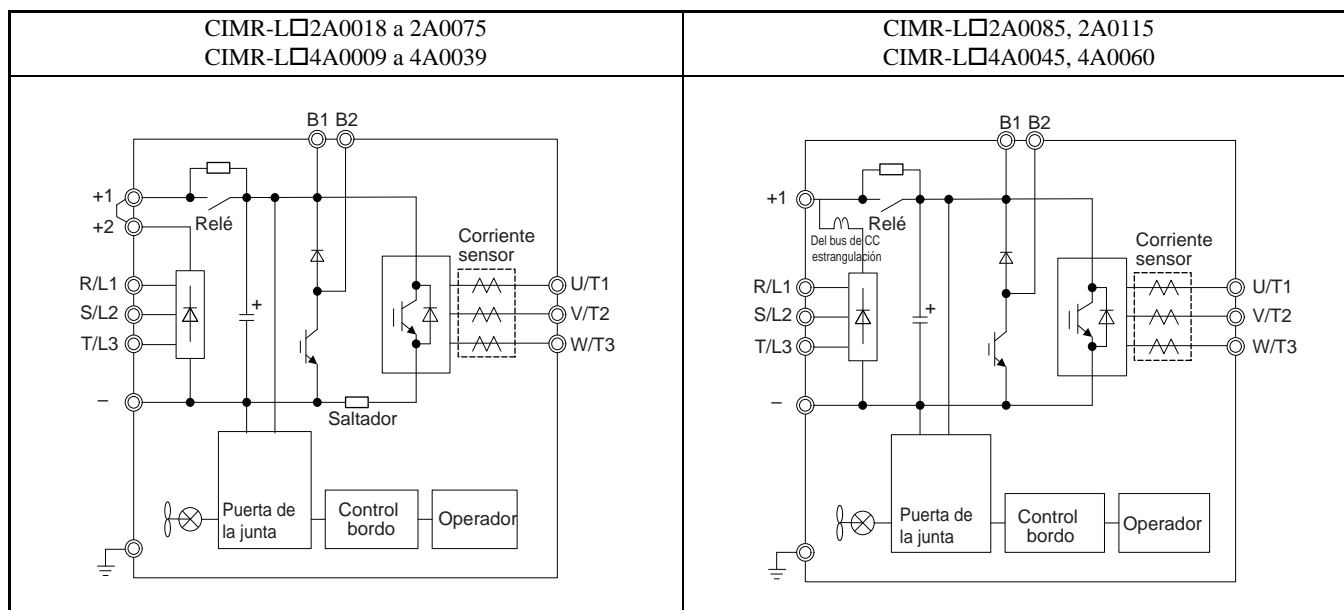 CIMR-L□2A0018 a 2A0075
CIMR-L□4A0009 a 4A0039
B1 B2
+1
Relé
+2
Corriente
sensor
R/L1
U/T1
+
S/L2
V/T2
T/L3
W/T3
–
Saltador
Puerta de
la junta
Control
bordo
Operador
CIMR-L□2A0085, 2A0115
CIMR-L□4A0045, 4A0060
B1 B2
+1
Relé
Del bus de CC
estrangulación
Corriente
sensor
R/L1
U/T1
+
S/L2
V/T2
T/L3
W/T3
–
Puerta de
la junta
Control
bordo
Operador